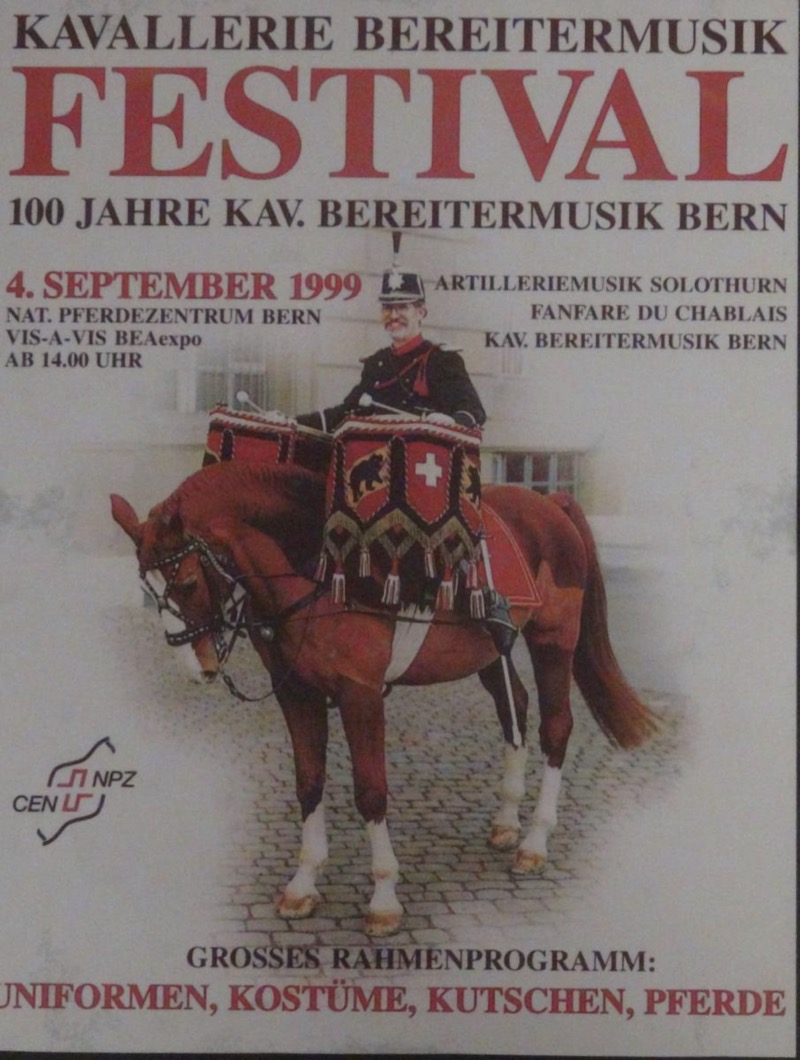 KAVALLERIE BEREITERMUSIK
FESTIVAL
100 JAHRE KAV. BEREITERMUSIK BERN
4. SEPTEMBER 1999
NAT. PFERDEZENTRUM BERN
VIS-A-VIS BEAexpo
AB 14.00 UHR
ARTILLERIEMUSIK SOLOTHURN
FANFARE DU CHABLAIS
KAV. BEREITERMUSIK BERN
NPZ
CEN
GROSSES RAHMENPROGRAMM:
UNIFORMEN, KOSTÜME, KUTSCHEN, PFERDE